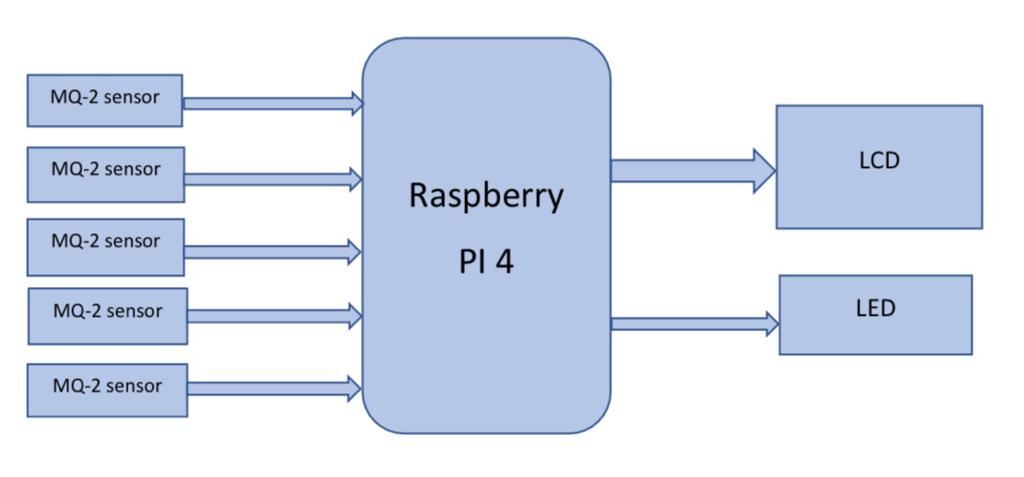 MQ-2 sensor
MQ-2 sensor
MQ-2 sensor
MQ-2 sensor
MQ-2 sensor
Raspberry
PI 4
LCD
LED